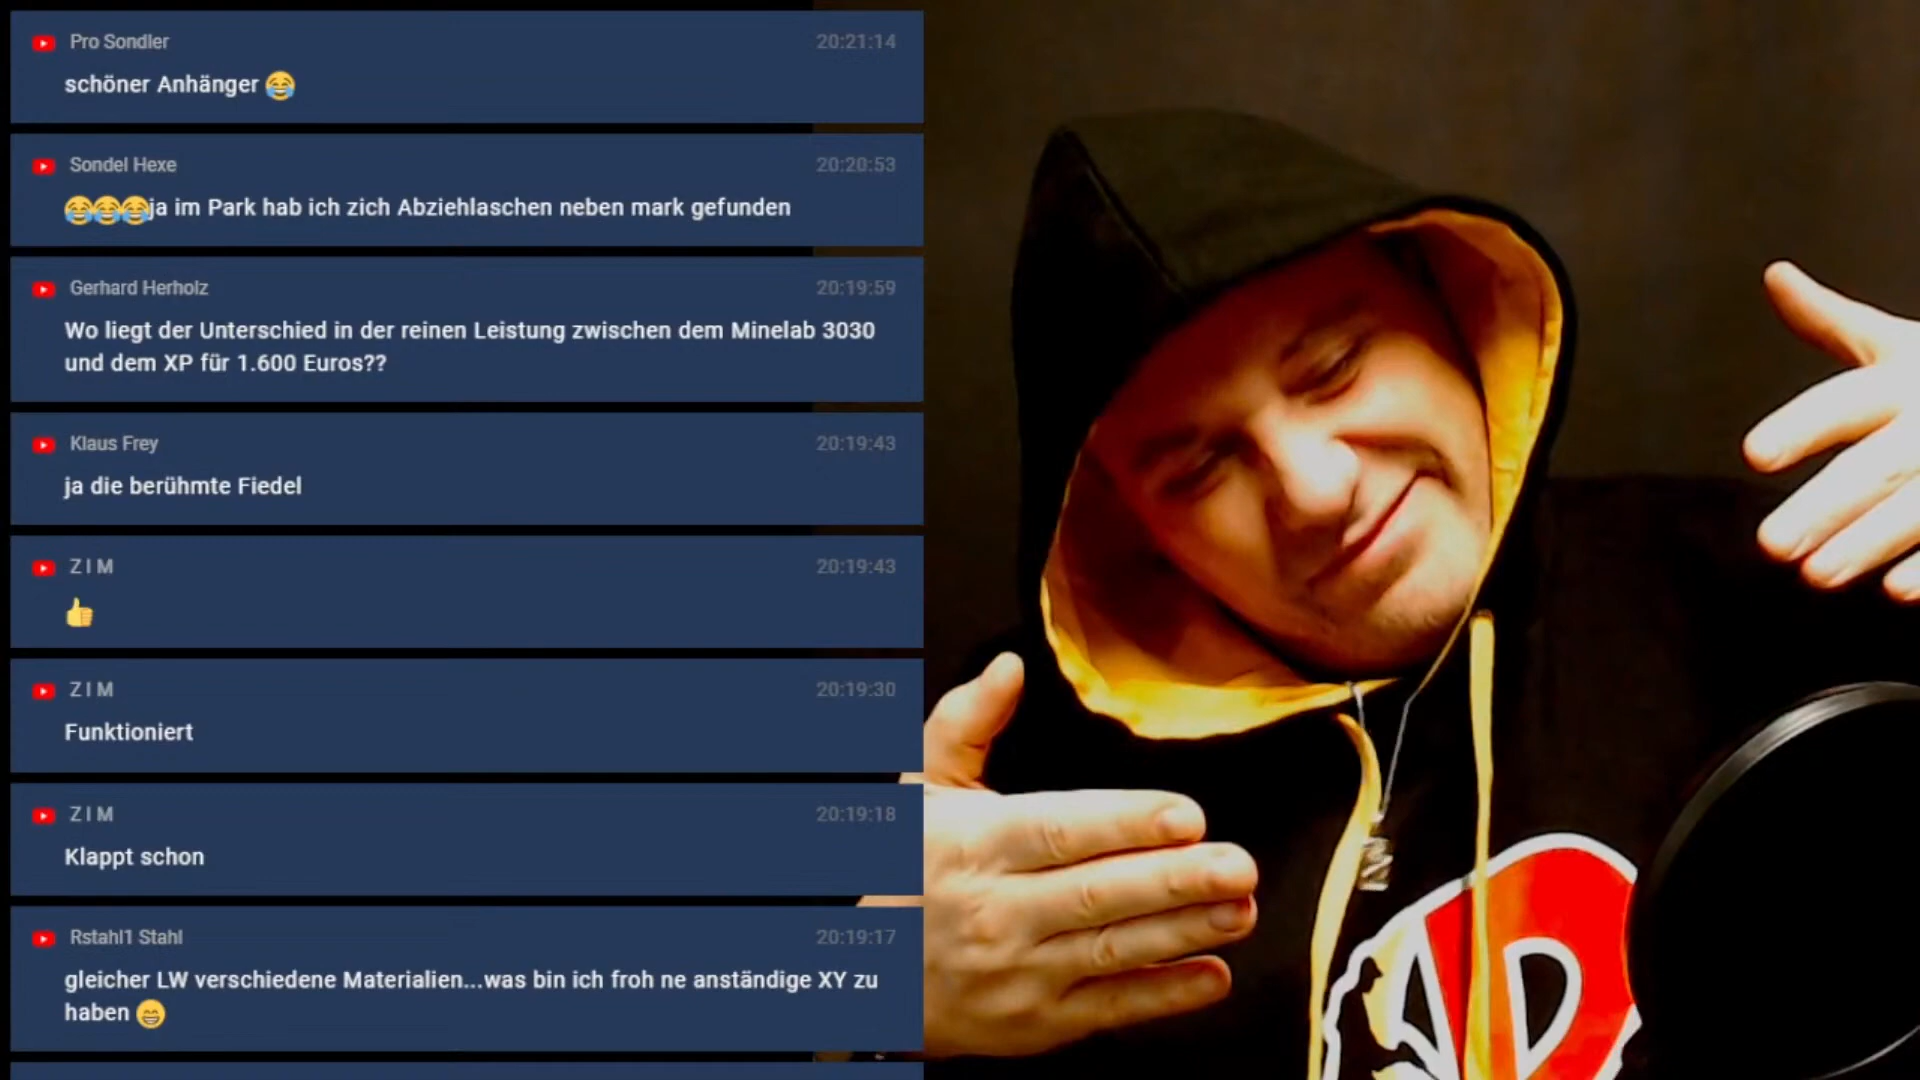 Pro Sondler 20:21:14
schöner Anhänger 😂
Sondel Hexe 20:20:53
😂😂😂ja im Park hab ich zich Abziehlaschen neben mark gefunden
Gerhard Herholz 20:19:59
Wo liegt der Unterschied in der reinen Leistung zwischen dem Minelab 3030
und dem XP für 1.600 Euros??
Klaus Frey 20:19:43
ja die berühmte Fiedel
Z I M 20:19:43
👍
Z I M 20:19:30
Funktioniert
Z I M 20:19:18
Klappt schon
Rstahl1 Stahl 20:19:17
gleicher LW verschiedene Materialien...was bin ich froh ne anständige XY zu
haben 😁